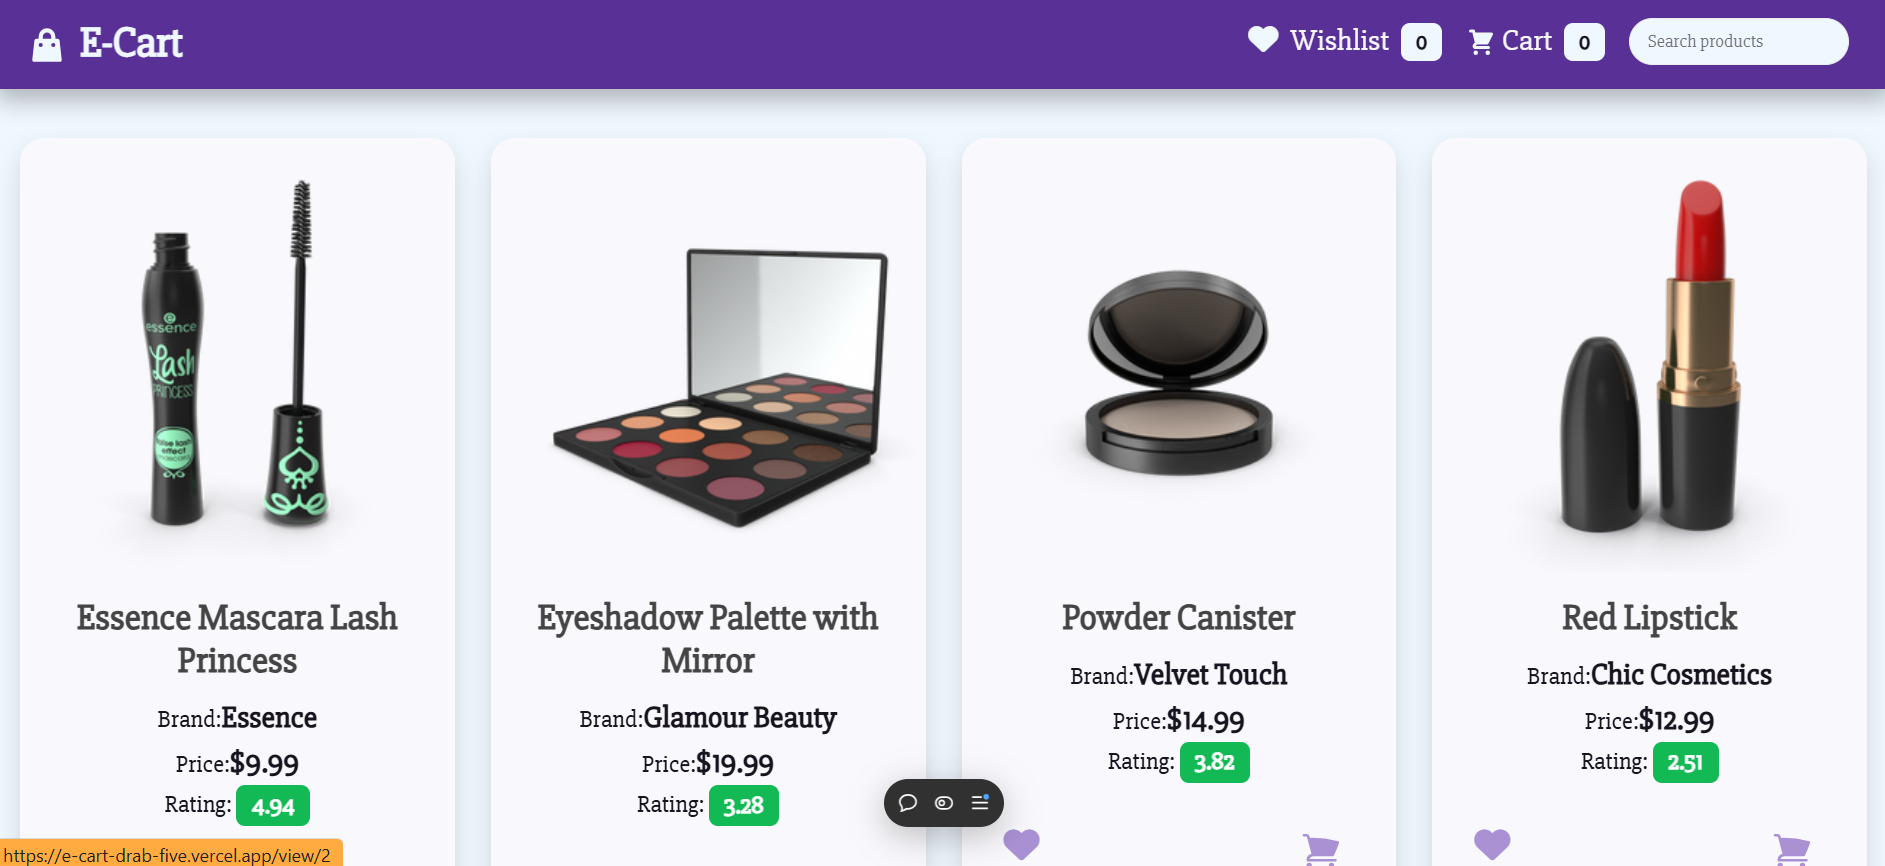 E-Cart
Wishlist 0
Cart 0
Search products
essence
Lash
PRINCESS
false lash
effect
mascara
Essence Mascara Lash
Princess
Brand:Essence
Price:$9.99
Rating: 4.94
Eyeshadow Palette with
Mirror
Brand:Glamour Beauty
Price:$19.99
Rating: 3.28
Powder Canister
Brand:Velvet Touch
Price:$14.99
Rating: 3.82
Red Lipstick
Brand:Chic Cosmetics
Price:$12.99
Rating: 2.51
https://e-cart-drab-five.vercel.app/view/2